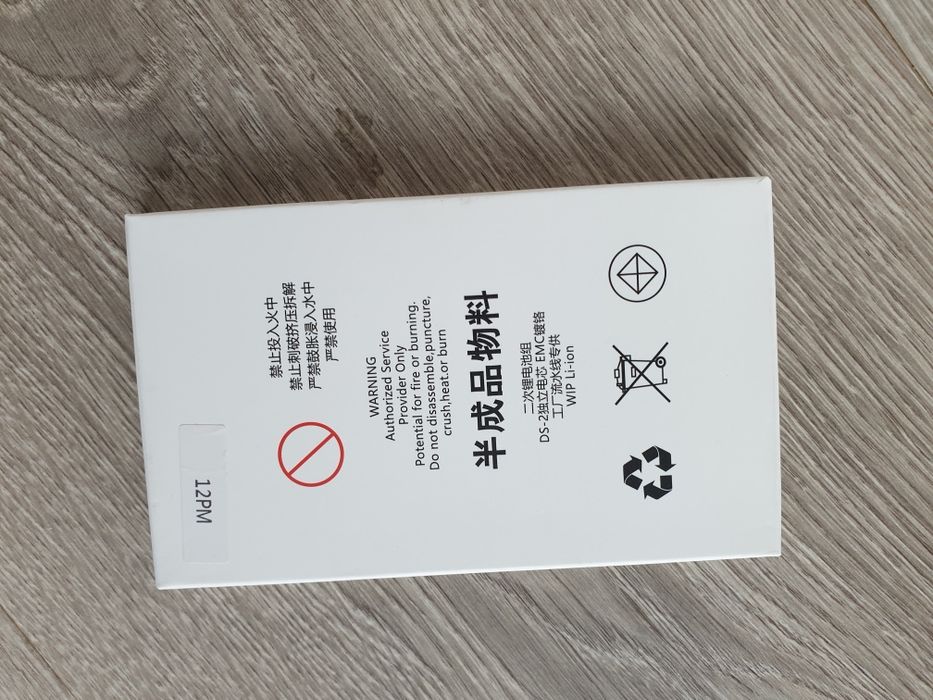 禁止投入火中
禁止刺破挤压拆解
严禁鼓胀浸入水中
严禁使用
WARNING
Authorized Service
Provider Only
Potential for fire or burning.
Do not disassemble,puncture,
crush,heat.or burn
半成品物料
二次锂电池组
DS-2独立电芯 EMC镀铬
工厂流水线专供
WIP Li-ion
12PM